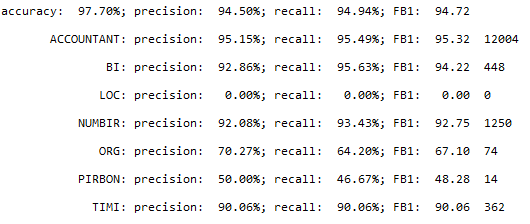 accuracy: 97.70%; precision: 94.50%; recall: 94.94%; FB1: 94.72
ACCOUNTANT: precision: 95.15%; recall: 95.49%; FB1: 95.32 12004
BI: precision: 92.86%; recall: 95.63%; FB1: 94.22 448
LOC: precision: 0.00%; recall: 0.00%; FB1: 0.00 0
NUMBIR: precision: 92.08%; recall: 93.43%; FB1: 92.75 1250
ORG: precision: 70.27%; recall: 64.20%; FB1: 67.10 74
PIRBON: precision: 50.00%; recall: 46.67%; FB1: 48.28 14
TIMI: precision: 90.06%; recall: 90.06%; FB1: 90.06 362